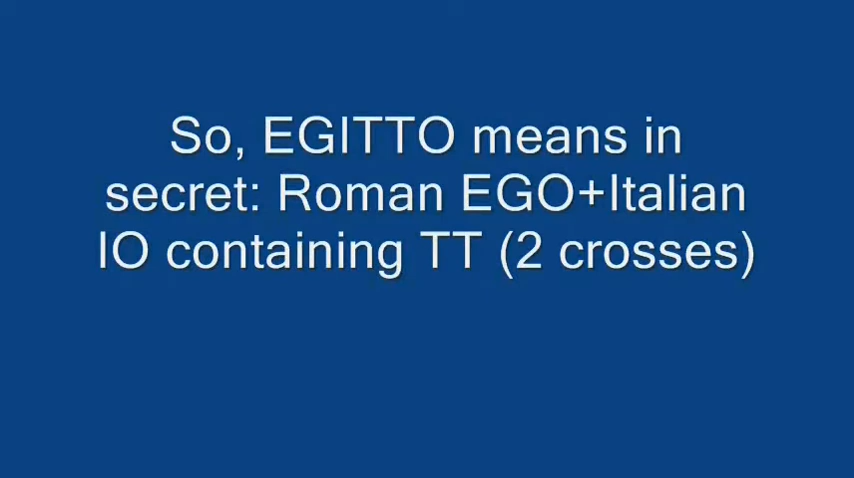 So, EGITTO means in
secret: Roman EGO+Italian
IO containing TT (2 crosses)